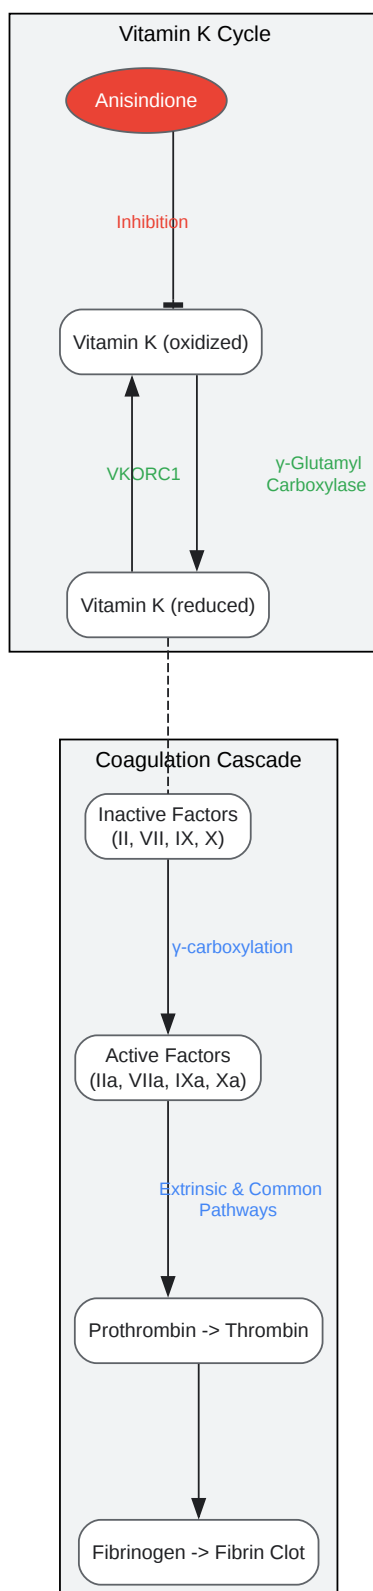 Vitamin K Cycle
Anisindione
Inhibition
Vitamin K (oxidized)
VKORC1
γ-Glutamyl
Carboxylase
Vitamin K (reduced)
Coagulation Cascade
Inactive Factors
(II, VII, IX, X)
γ-carboxylation
Active Factors
(IIa, VIIa, IXa, Xa)
Extrinsic & Common
Pathways
Prothrombin -> Thrombin
Fibrinogen -> Fibrin Clot